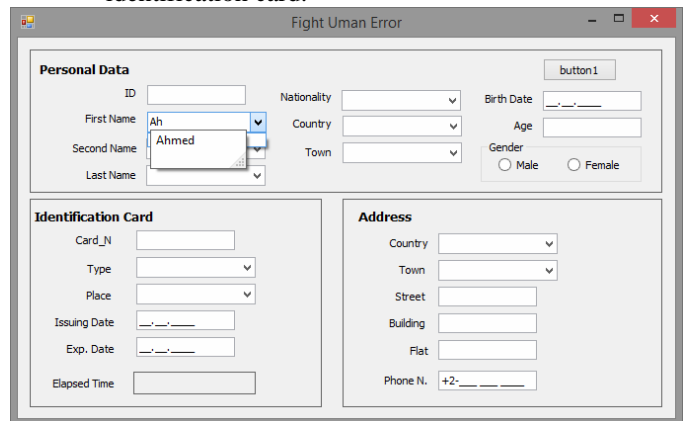 identification card.
Fight Uman Error
Personal Data
button1
ID
Nationality
Birth Date __.__.____
First Name Ah
Ahmed
Country
Age
Second Name
Town
Gender
Male Female
Last Name
Identification Card
Card_N
Type
Place
Issuing Date __.__.____
Exp. Date __.__.____
Elapsed Time
Address
Country
Town
Street
Building
Flat
Phone N. +2-___ ___ ____